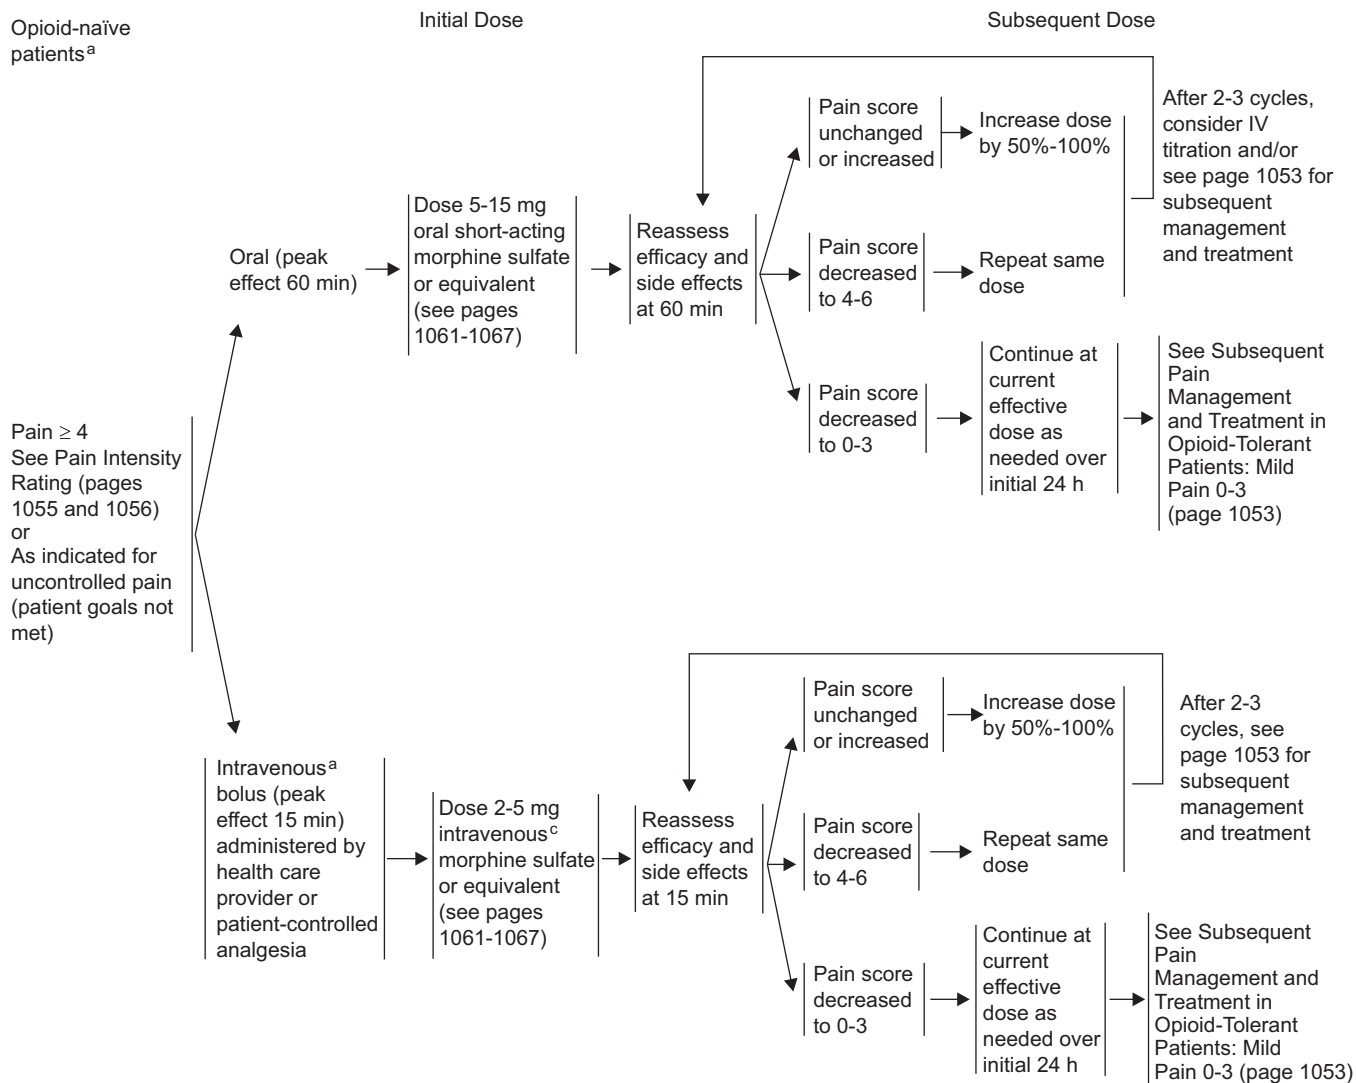 Opioid-naïve
patientsᵃ
Initial Dose
Subsequent Dose
Pain ≥ 4
See Pain Intensity
Rating (pages
1055 and 1056)
or
As indicated for
uncontrolled pain
(patient goals not
met)
Oral (peak
effect 60 min)
Dose 5-15 mg
oral short-acting
morphine sulfate
or equivalent
(see pages
1061-1067)
Reassess
efficacy and
side effects
at 60 min
Pain score
unchanged
or increased
Increase dose
by 50%-100%
Pain score
decreased
to 4-6
Repeat same
dose
After 2-3 cycles,
consider IV
titration and/or
see page 1053 for
subsequent
management
and treatment
Pain score
decreased
to 0-3
Continue at
current
effective
dose as
needed over
initial 24 h
See Subsequent
Pain
Management
and Treatment in
Opioid-Tolerant
Patients: Mild
Pain 0-3
(page 1053)
Intravenousᵃ
bolus (peak
effect 15 min)
administered by
health care
provider or
patient-controlled
analgesia
Dose 2-5 mg
intravenousᶜ
morphine sulfate
or equivalent
(see pages
1061-1067)
Reassess
efficacy and
side effects
at 15 min
Pain score
unchanged
or increased
Increase dose
by 50%-100%
Pain score
decreased
to 4-6
Repeat same
dose
After 2-3
cycles, see
page 1053 for
subsequent
management
and treatment
Pain score
decreased
to 0-3
Continue at
current
effective
dose as
needed over
initial 24 h
See Subsequent
Pain
Management and
Treatment in
Opioid-Tolerant
Patients: Mild
Pain 0-3 (page 1053)